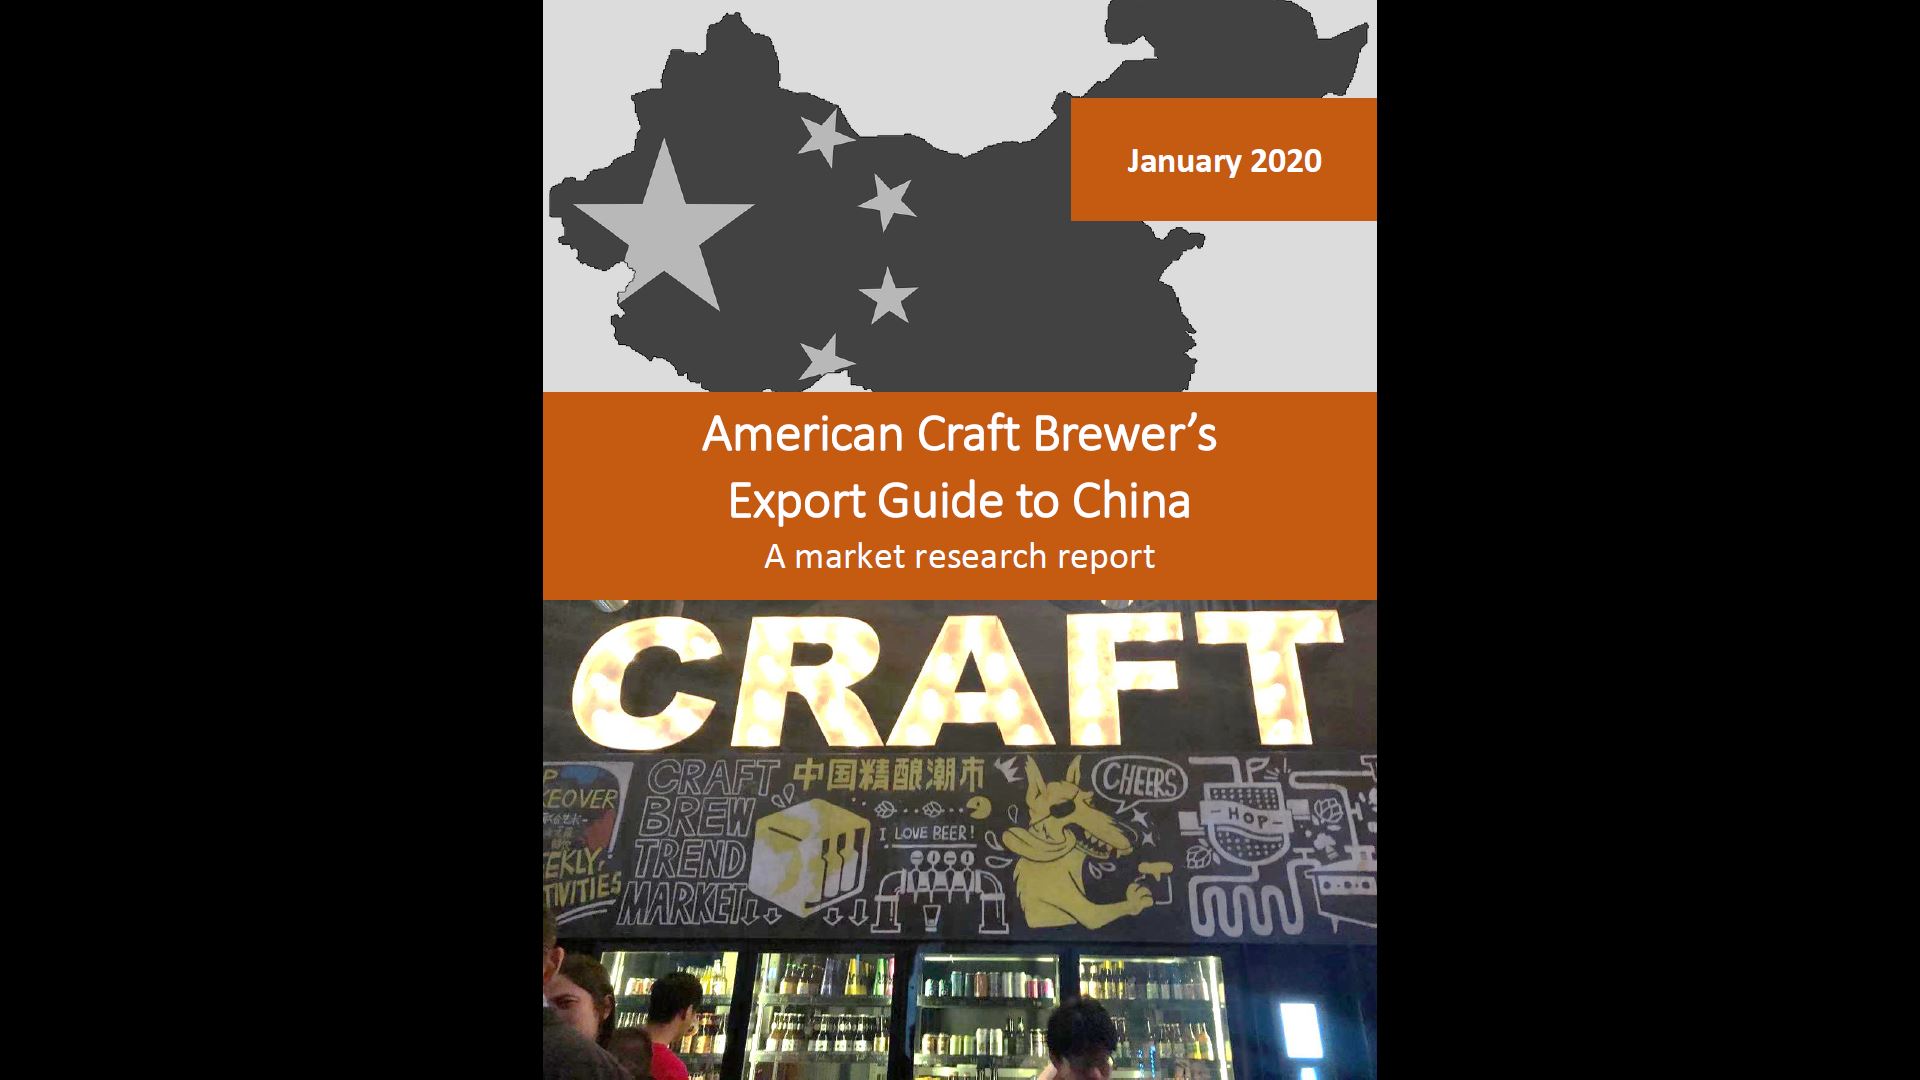 January 2020
American Craft Brewer’s
Export Guide to China
A market research report
CRAFT
CRAFT
BREW
TREND
MARKET
中国精酿潮市
I LOVE BEER!
CHEERS
HOP